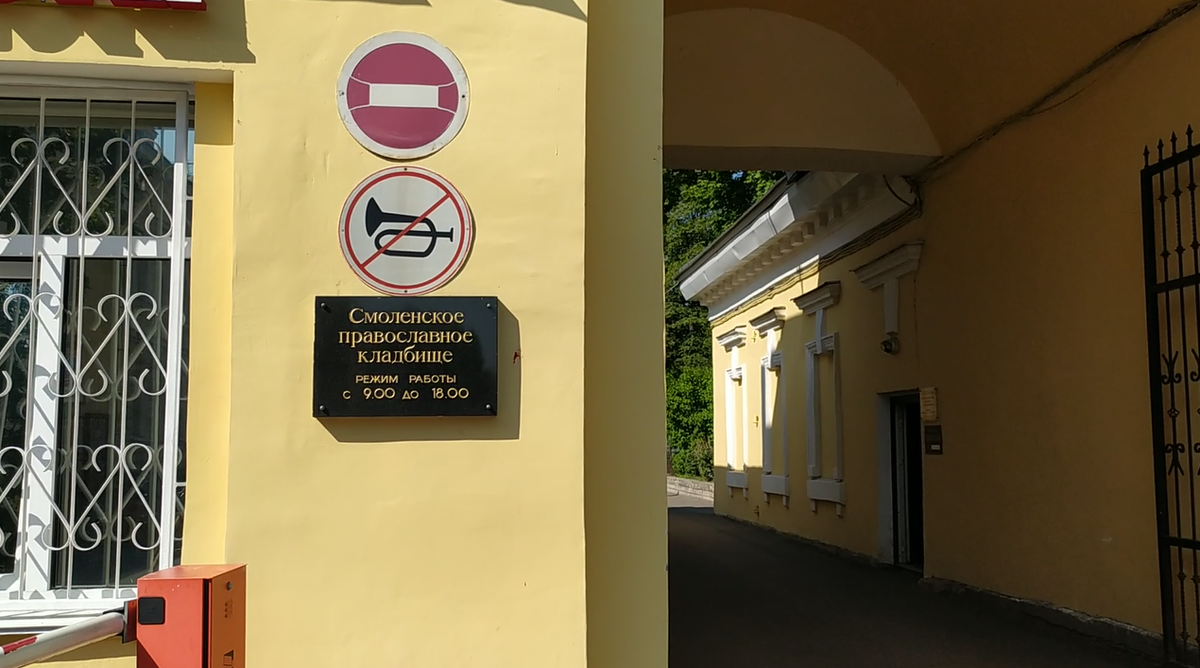 Смоленское
православное
кладбище
РЕЖИМ РАБОТЫ
с 9.00 до 18.00